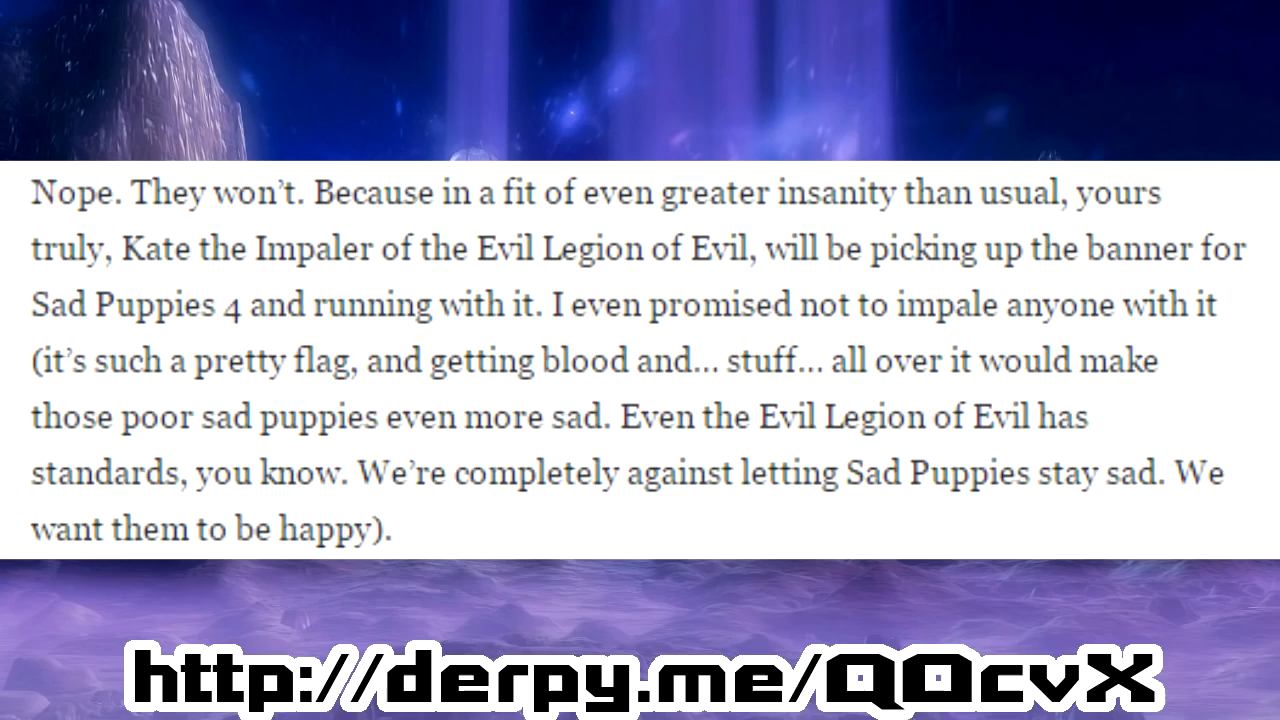 Nope. They won’t. Because in a fit of even greater insanity than usual, yours
truly, Kate the Impaler of the Evil Legion of Evil, will be picking up the banner for
Sad Puppies 4 and running with it. I even promised not to impale anyone with it
(it’s such a pretty flag, and getting blood and… stuff… all over it would make
those poor sad puppies even more sad. Even the Evil Legion of Evil has
standards, you know. We’re completely against letting Sad Puppies stay sad. We
want them to be happy).
http://derpy.me/QOcvX